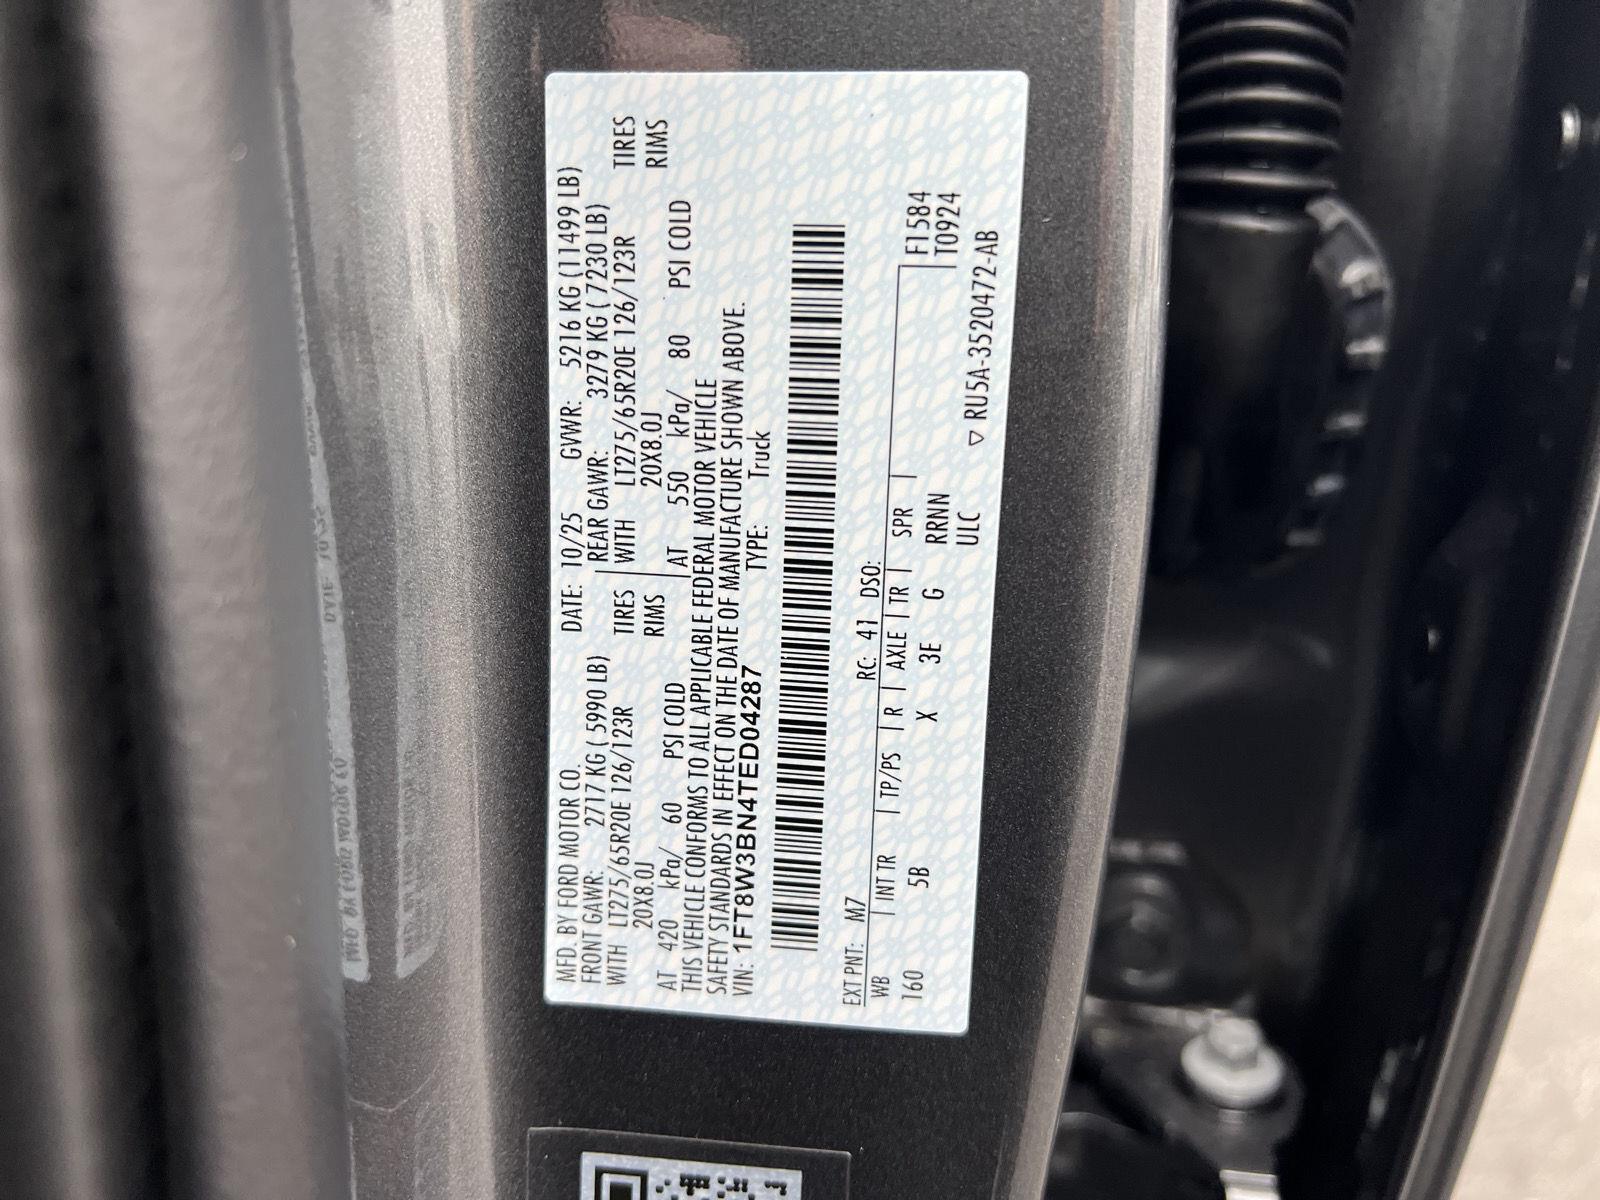 MFD. BY FORD MOTOR CO. DATE: 10/25 GVWR: 5216 KG (11499 LB)
FRONT GAWR: 2717 KG ( 5990 LB) REAR GAWR: 3279 KG ( 7230 LB)
WITH LT275/65R20E 126/123R TIRES WITH LT275/65R20E 126/123R TIRES
20X8.0J RIMS 20X8.0J RIMS
AT 420 kPa/ 60 PSI COLD AT 550 kPa/ 80 PSI COLD
THIS VEHICLE CONFORMS TO ALL APPLICABLE FEDERAL MOTOR VEHICLE
SAFETY STANDARDS IN EFFECT ON THE DATE OF MANUFACTURE SHOWN ABOVE.
VIN: 1FT8W3BN4TED04287 TYPE: Truck
EXT PNT: M7 RC: 41 DSO:
WB INT TR TP/PS R AXLE TR SPR F1584
160 5B X 3E G RRNN T0924
ULC ▽ RU5A-3520472-AB